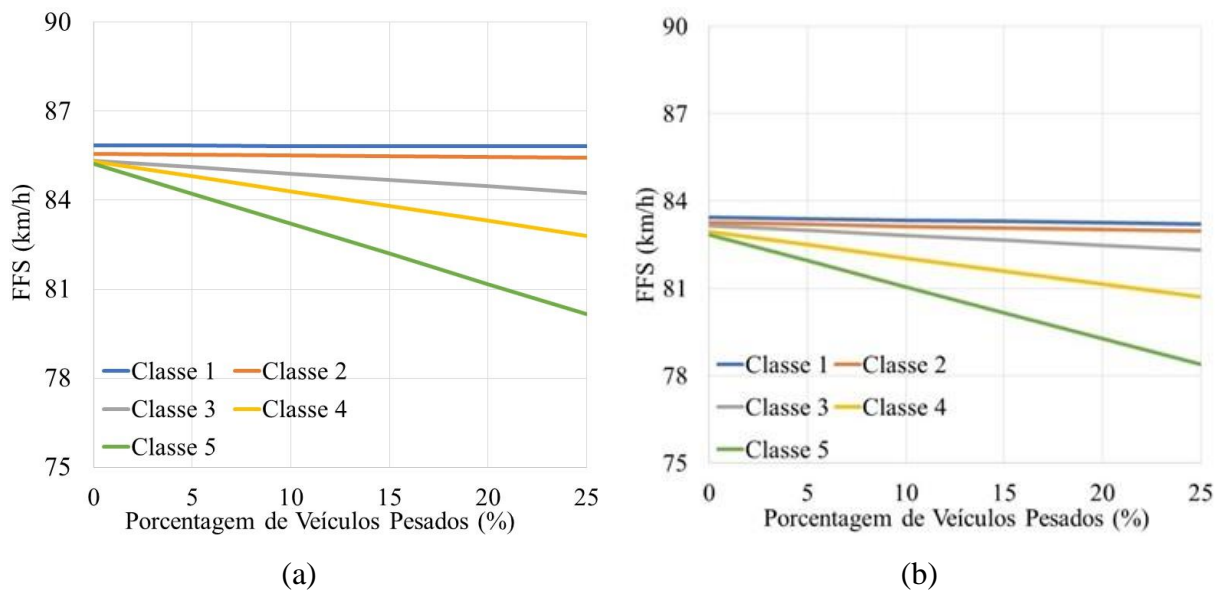 90
87
84
81
78
75
FFS (km/h)
Classe 1 Classe 2
Classe 3 Classe 4
Classe 5
0 5 10 15 20 25
Porcentagem de Veículos Pesados (%)
(a)
90
87
84
81
78
75
FFS (km/h)
Classe 1 Classe 2
Classe 3 Classe 4
Classe 5
0 5 10 15 20 25
Porcentagem de Veículos Pesados (%)
(b)